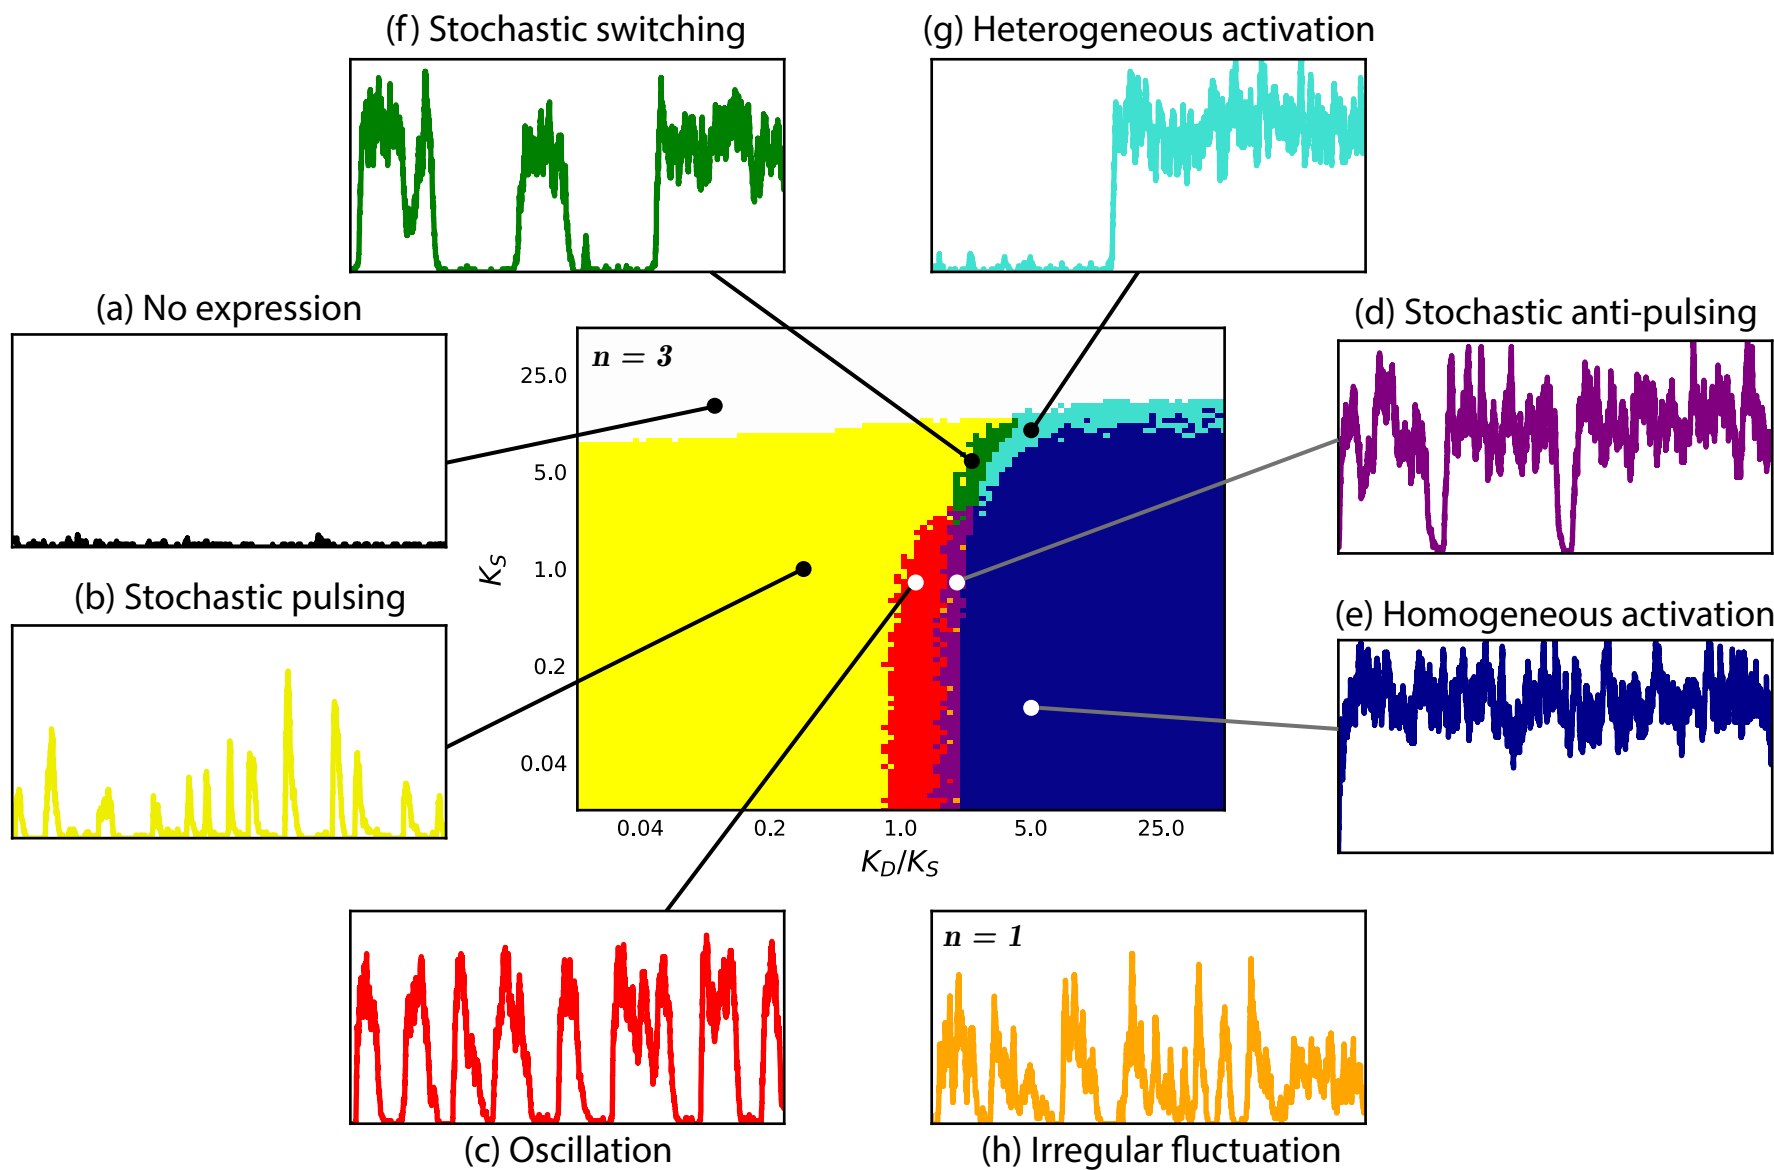 (f) Stochastic switching
(g) Heterogeneous activation
(a) No expression
(d) Stochastic anti-pulsing
n = 3
25.0
5.0
1.0
0.2
0.04
K_S
(b) Stochastic pulsing
(e) Homogeneous activation
0.04 0.2 1.0 5.0 25.0
K_D/K_S
n = 1
(c) Oscillation
(h) Irregular fluctuation